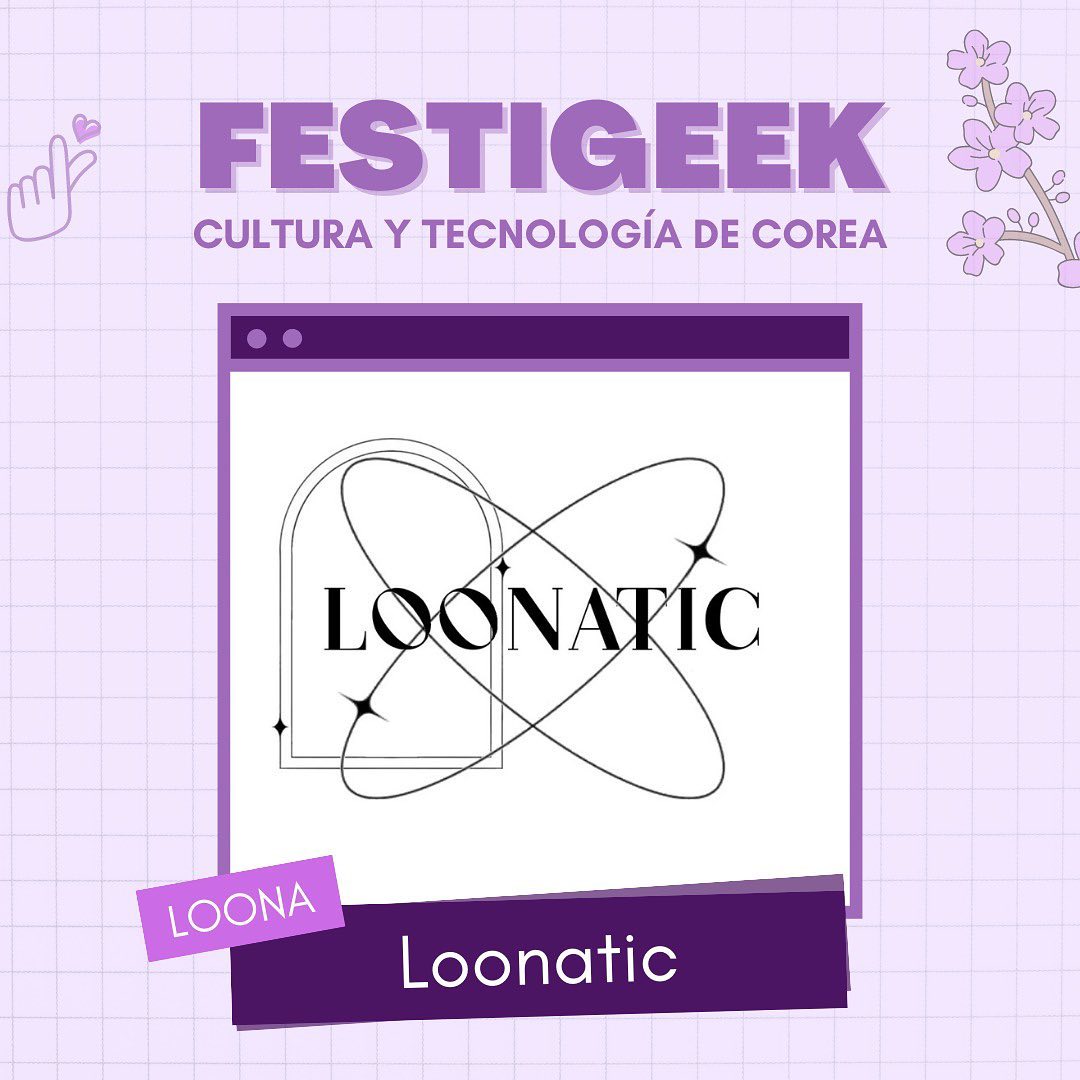 FESTIGEEK
CULTURA Y TECNOLOGÍA DE COREA
LOONATIC
LOONA
Loonatic